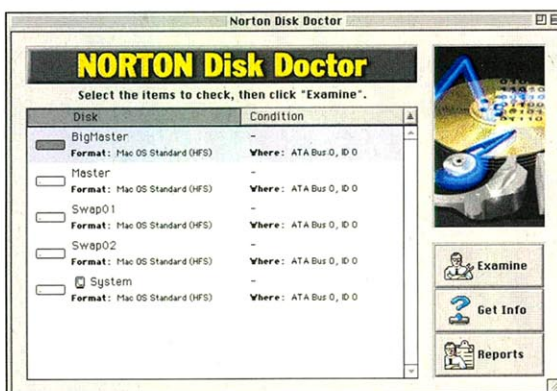 Norton Disk Doctor
NORTON Disk Doctor
Select the items to check, then click "Examine".
Disk Condition
BigMaster -
Format: Mac OS Standard (HFS) Where: ATA Bus 0, ID 0
Master -
Format: Mac OS Standard (HFS) Where: ATA Bus 0, ID 0
Swap01 -
Format: Mac OS Standard (HFS) Where: ATA Bus 0, ID 0
Swap02 -
Format: Mac OS Standard (HFS) Where: ATA Bus 0, ID 0
System -
Format: Mac OS Standard (HFS) Where: ATA Bus 0, ID 0
Examine
Get Info
Reports